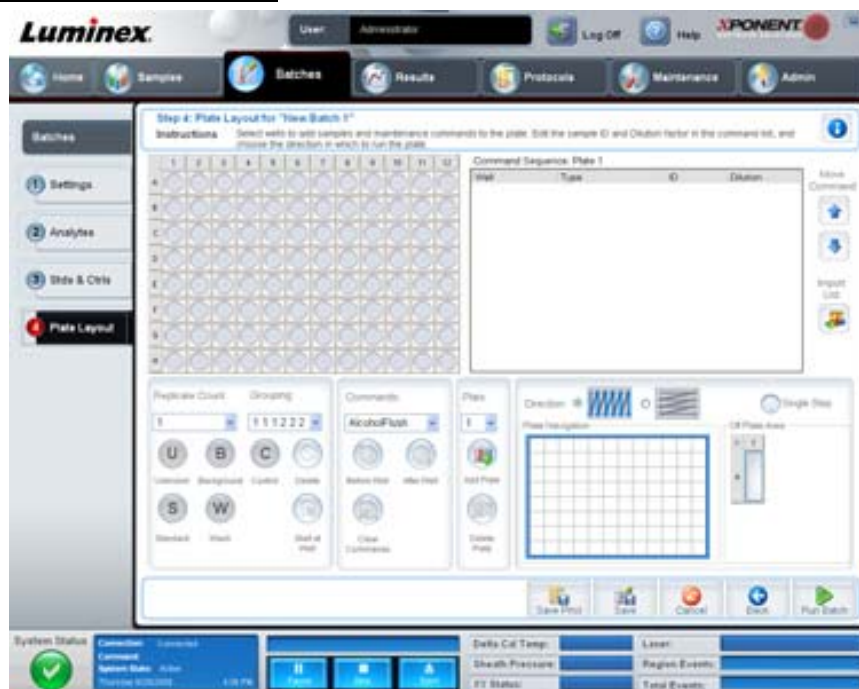 Luminex.
User: Administrator Log Off Help XPONENT
Home Samples Batches Results Protocols Maintenance Admin
Batches
Step 4: Plate Layout for "New Batch 1"
Instructions Select wells to add samples and maintenance commands to the plate. Edit the sample ID and Dilution factor in the command list, and choose the direction in which to run the plate.
1 Settings
2 Analytes
3 Stds & Ctrls
4 Plate Layout
1 2 3 4 5 6 7 8 9 10 11 12
A
B
C
D
E
F
G
H
Command Sequence: Plate 1
Well Type ID Dilution
Move Command
Import List
Replicate Count Grouping
1 1 1 1 2 2 2
U B C
Unknown Background Control Delete
S W
Standard Wash Start at Well
Commands
AlcoholFlush
Before Well After Well
Clear Commands
Plate
1
Add Plate
Delete Plate
Direction
Single Step
Plate Navigation
Off Plate Area
Save Prtcl Save Cancel Back Run Batch
System Status
Connection: Connected
Command:
System State: Active
Pause Stop Eject
Delta Cal Temp:
Sheath Pressure:
XY Status:
Laser:
Region Events:
Total Events: